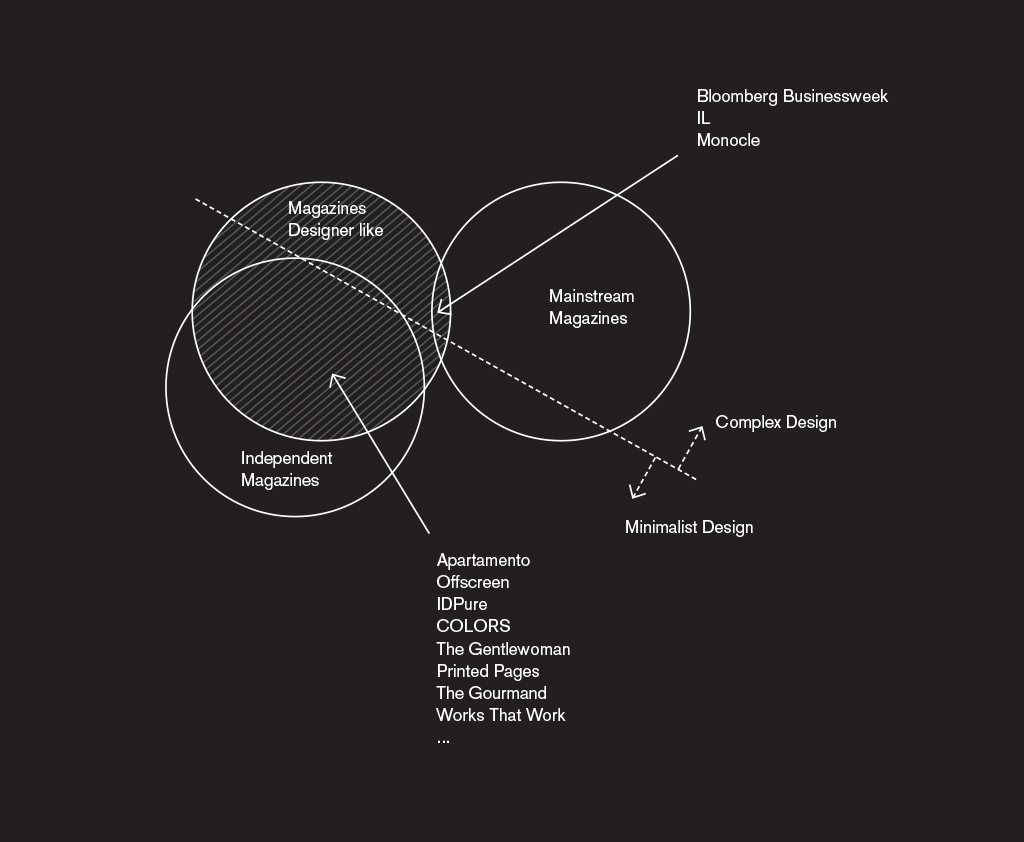 Bloomberg Businessweek
IL
Monocle
Magazines
Designer like
Mainstream
Magazines
Complex Design
Independent
Magazines
Minimalist Design
Apartamento
Offscreen
IDPure
COLORS
The Gentlewoman
Printed Pages
The Gourmand
Works That Work
...